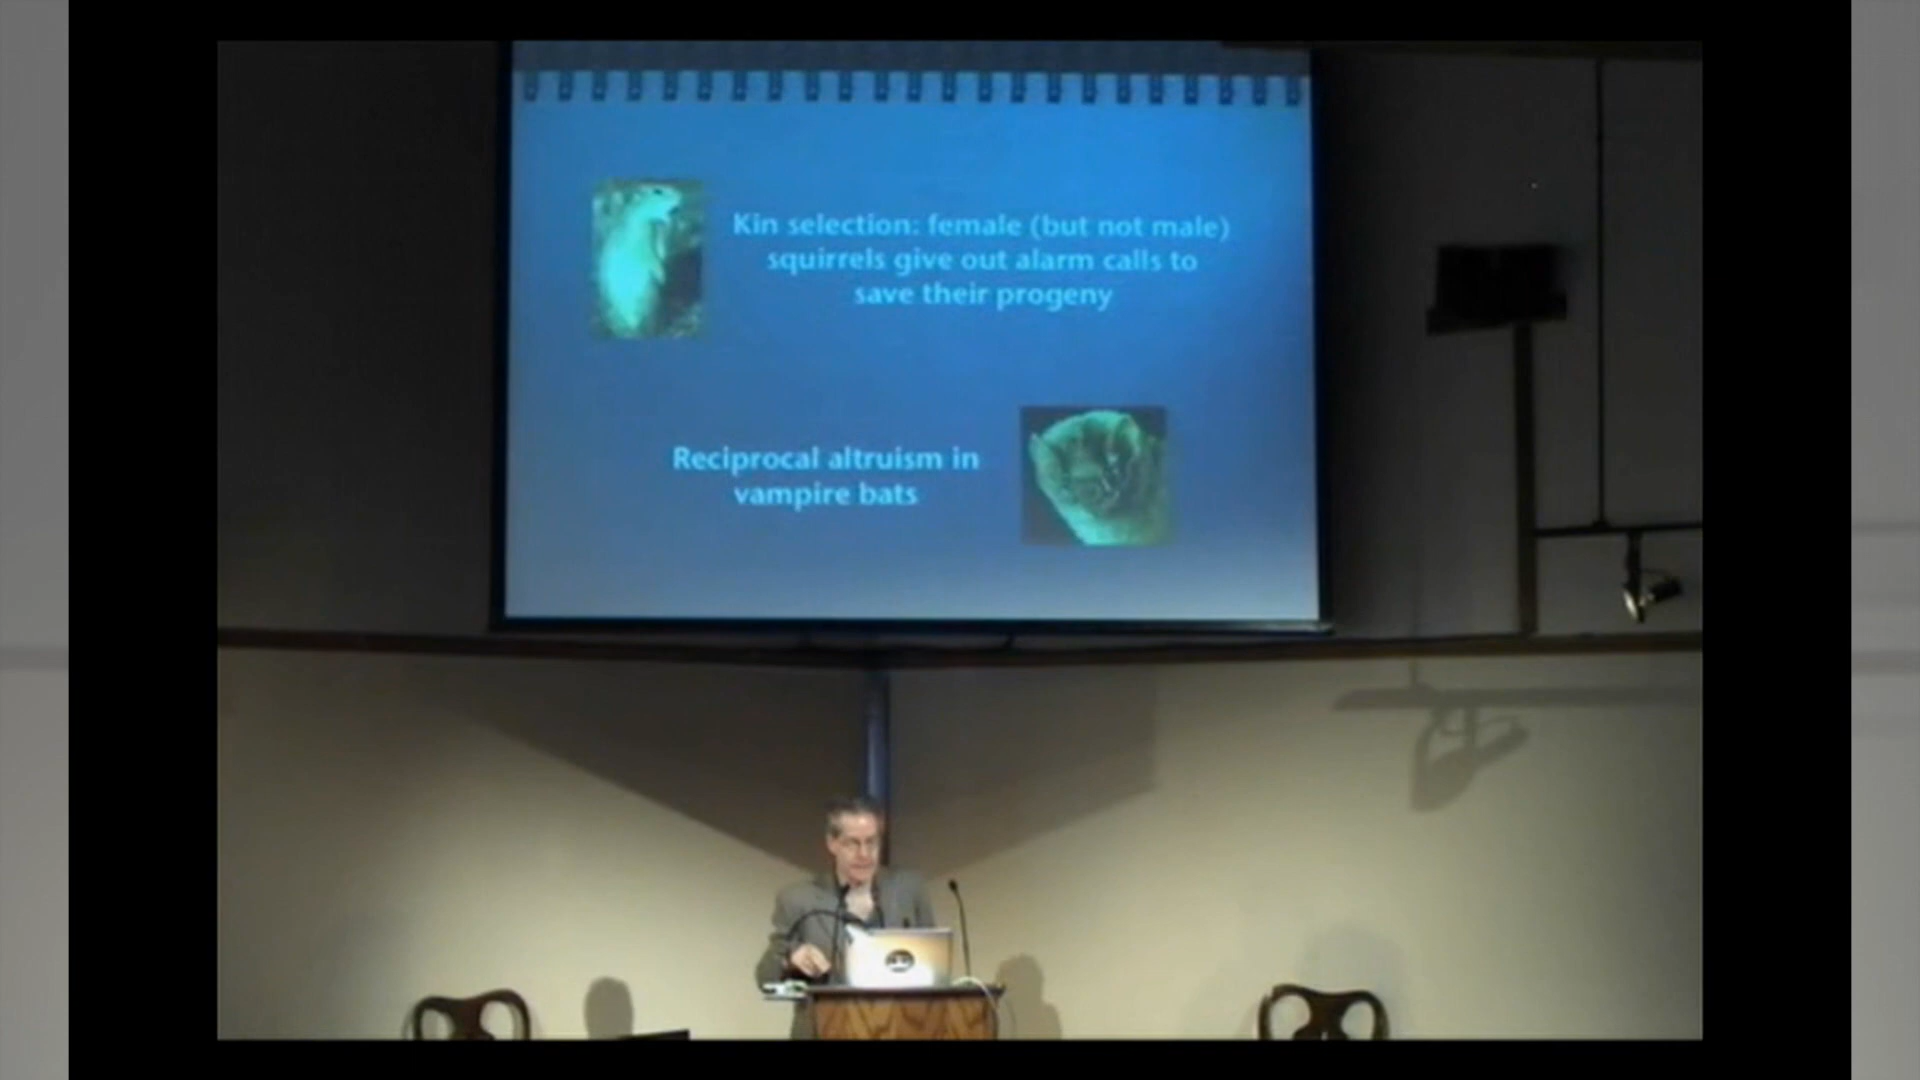 Kin selection: female (but not male)
squirrels give out alarm calls to
save their progeny
Reciprocal altruism in
vampire bats